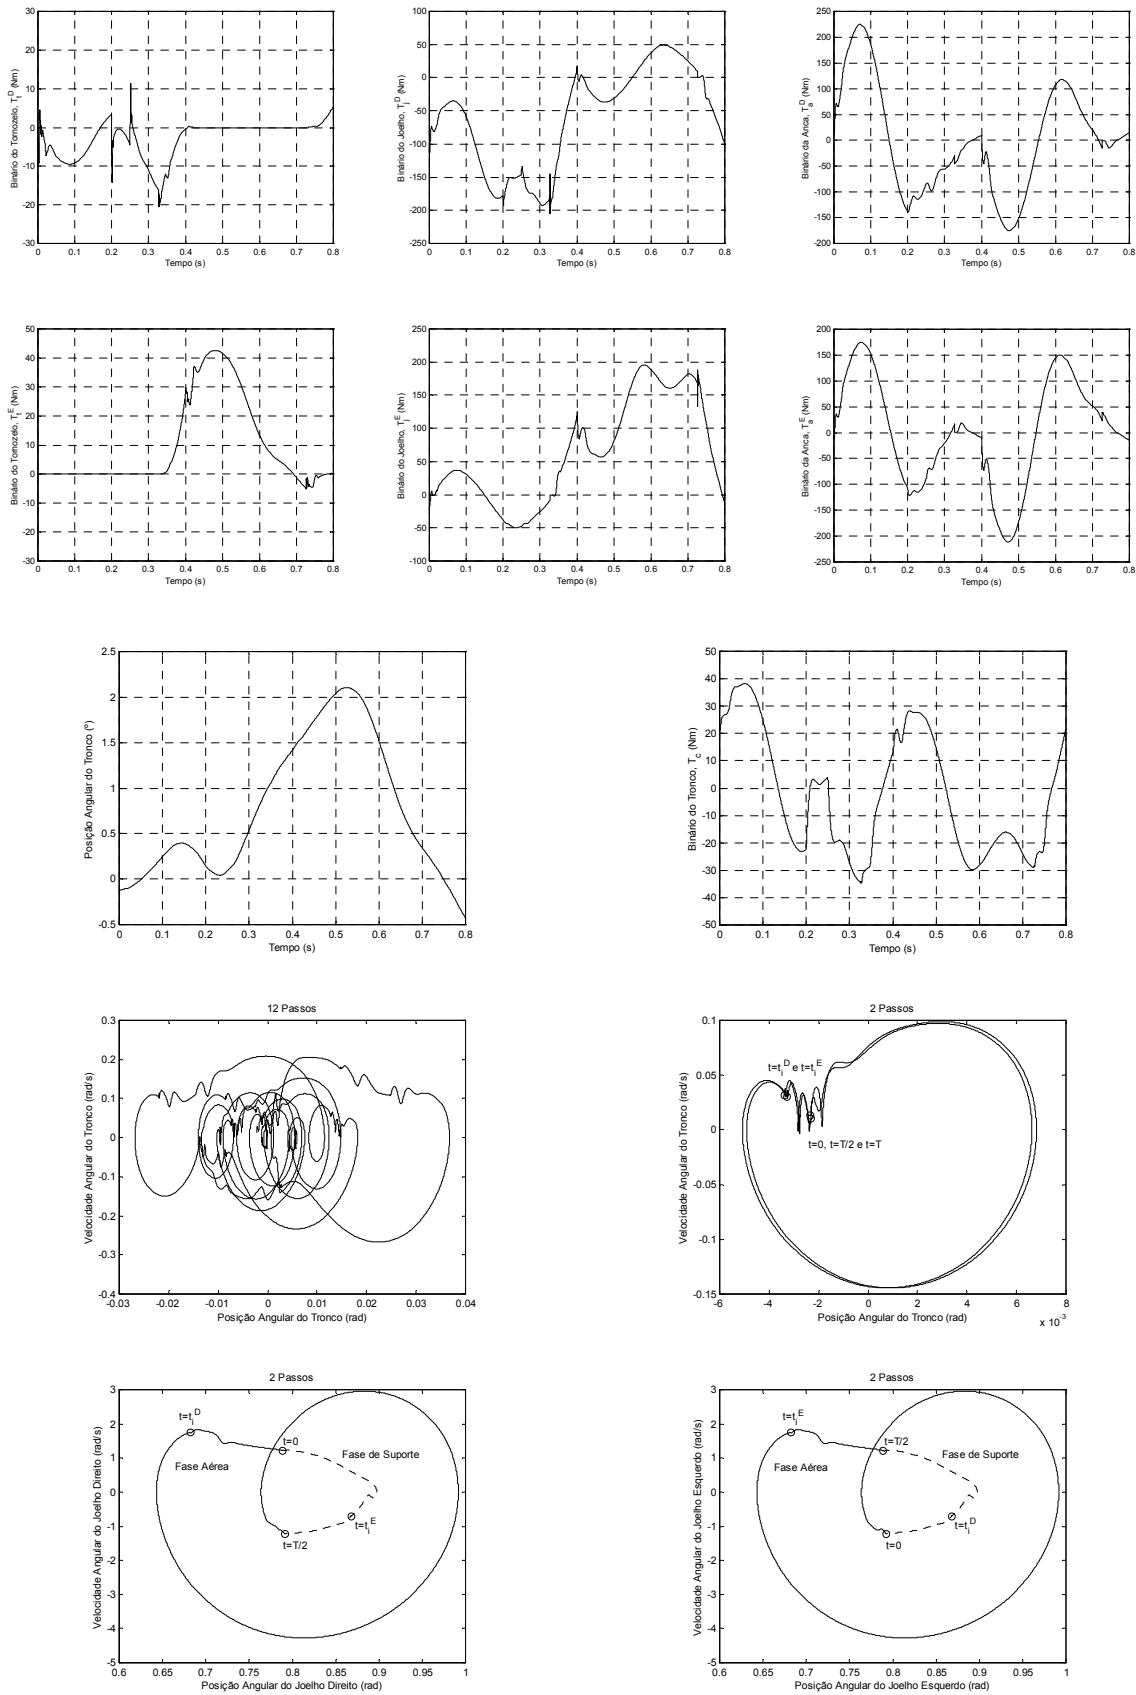 Binário do Tornozelo, T_t^D (Nm)
30
20
10
0
-10
-20
-30
0 0.1 0.2 0.3 0.4 0.5 0.6 0.7 0.8
Tempo (s)
Binário do Joelho, T_j^D (Nm)
100
50
0
-50
-100
-150
-200
-250
0 0.1 0.2 0.3 0.4 0.5 0.6 0.7 0.8
Tempo (s)
Binário da Anca, T_a^D (Nm)
250
200
150
100
50
0
-50
-100
-150
-200
0 0.1 0.2 0.3 0.4 0.5 0.6 0.7 0.8
Tempo (s)
Binário do Tornozelo, T_t^E (Nm)
50
40
30
20
10
0
-10
-20
-30
0 0.1 0.2 0.3 0.4 0.5 0.6 0.7 0.8
Tempo (s)
Binário do Joelho, T_j^E (Nm)
250
200
150
100
50
0
-50
-100
0 0.1 0.2 0.3 0.4 0.5 0.6 0.7 0.8
Tempo (s)
Binário da Anca, T_a^E (Nm)
200
150
100
50
0
-50
-100
-150
-200
-250
0 0.1 0.2 0.3 0.4 0.5 0.6 0.7 0.8
Tempo (s)
Posição Angular do Tronco (º)
2.5
2
1.5
1
0.5
0
-0.5
0 0.1 0.2 0.3 0.4 0.5 0.6 0.7 0.8
Tempo (s)
Binário do Tronco, T_c (Nm)
50
40
30
20
10
0
-10
-20
-30
-40
-50
0 0.1 0.2 0.3 0.4 0.5 0.6 0.7 0.8
Tempo (s)
12 Passos
Velocidade Angular do Tronco (rad/s)
0.3
0.2
0.1
0
-0.1
-0.2
-0.3
-0.4
-0.03 -0.02 -0.01 0 0.01 0.02 0.03 0.04
Posição Angular do Tronco (rad)
2 Passos
Velocidade Angular do Tronco (rad/s)
0.1
0.05
0
-0.05
-0.1
-0.15
t=t_i^D e t=t_i^E
t=0, t=T/2 e t=T
-6 -4 -2 0 2 4 6 8
Posição Angular do Tronco (rad)
x 10^-3
2 Passos
Velocidade Angular do Joelho Direito (rad/s)
3
2
1
0
-1
-2
-3
-4
-5
t=t_i^D
t=0
Fase de Suporte
Fase Aérea
t=t_i^E
t=T/2
0.6 0.65 0.7 0.75 0.8 0.85 0.9 0.95 1
Posição Angular do Joelho Direito (rad)
2 Passos
Velocidade Angular do Joelho Esquerdo (rad/s)
3
2
1
0
-1
-2
-3
-4
-5
t=t_i^E
t=T/2
Fase de Suporte
Fase Aérea
t=t_i^D
t=0
0.6 0.65 0.7 0.75 0.8 0.85 0.9 0.95 1
Posição Angular do Joelho Esquerdo (rad)